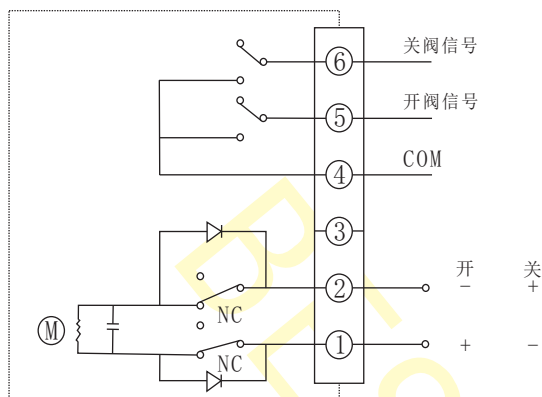 ⑥ 关阀信号
⑤ 开阀信号
④ COM
③
开 关
② - +
NC
M
① + -
NC